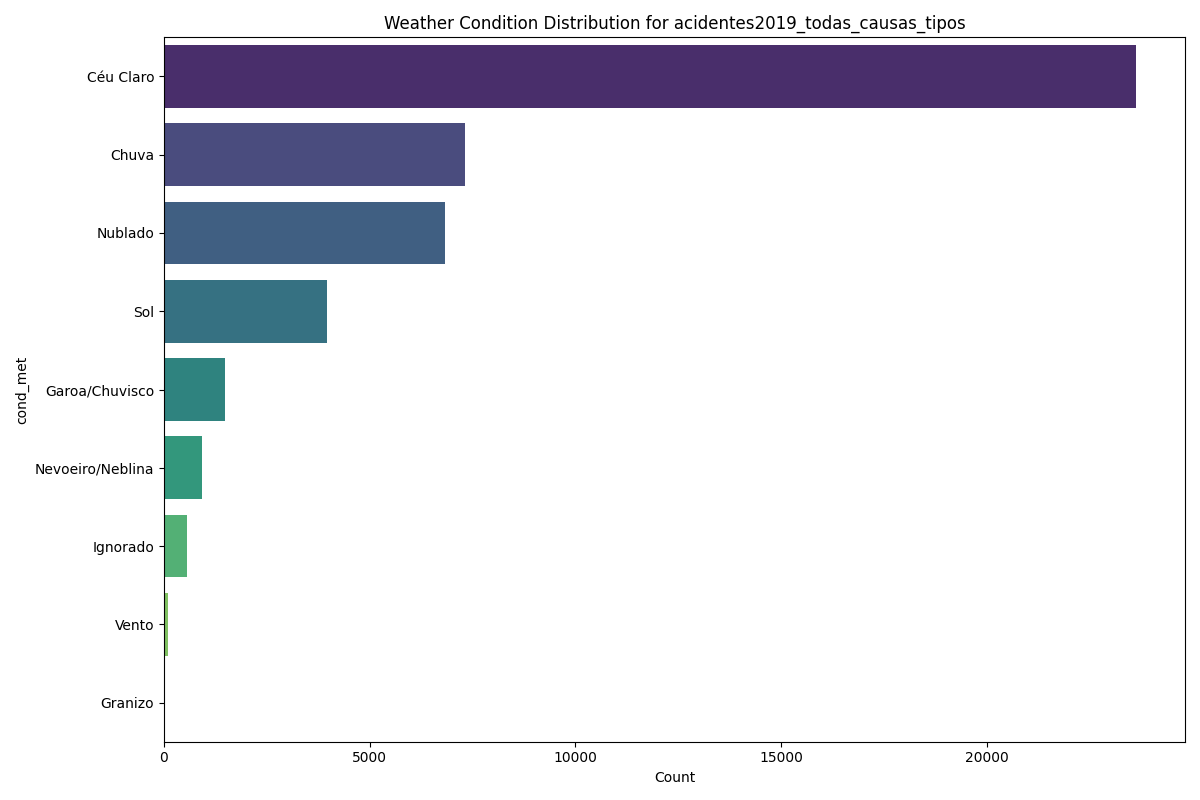 Weather Condition Distribution for acidentes2019_todas_causas_tipos
Céu Claro
Chuva
Nublado
Sol
Garoa/Chuvisco
Nevoeiro/Neblina
Ignorado
Vento
Granizo
cond_met
0
5000
10000
15000
20000
Count